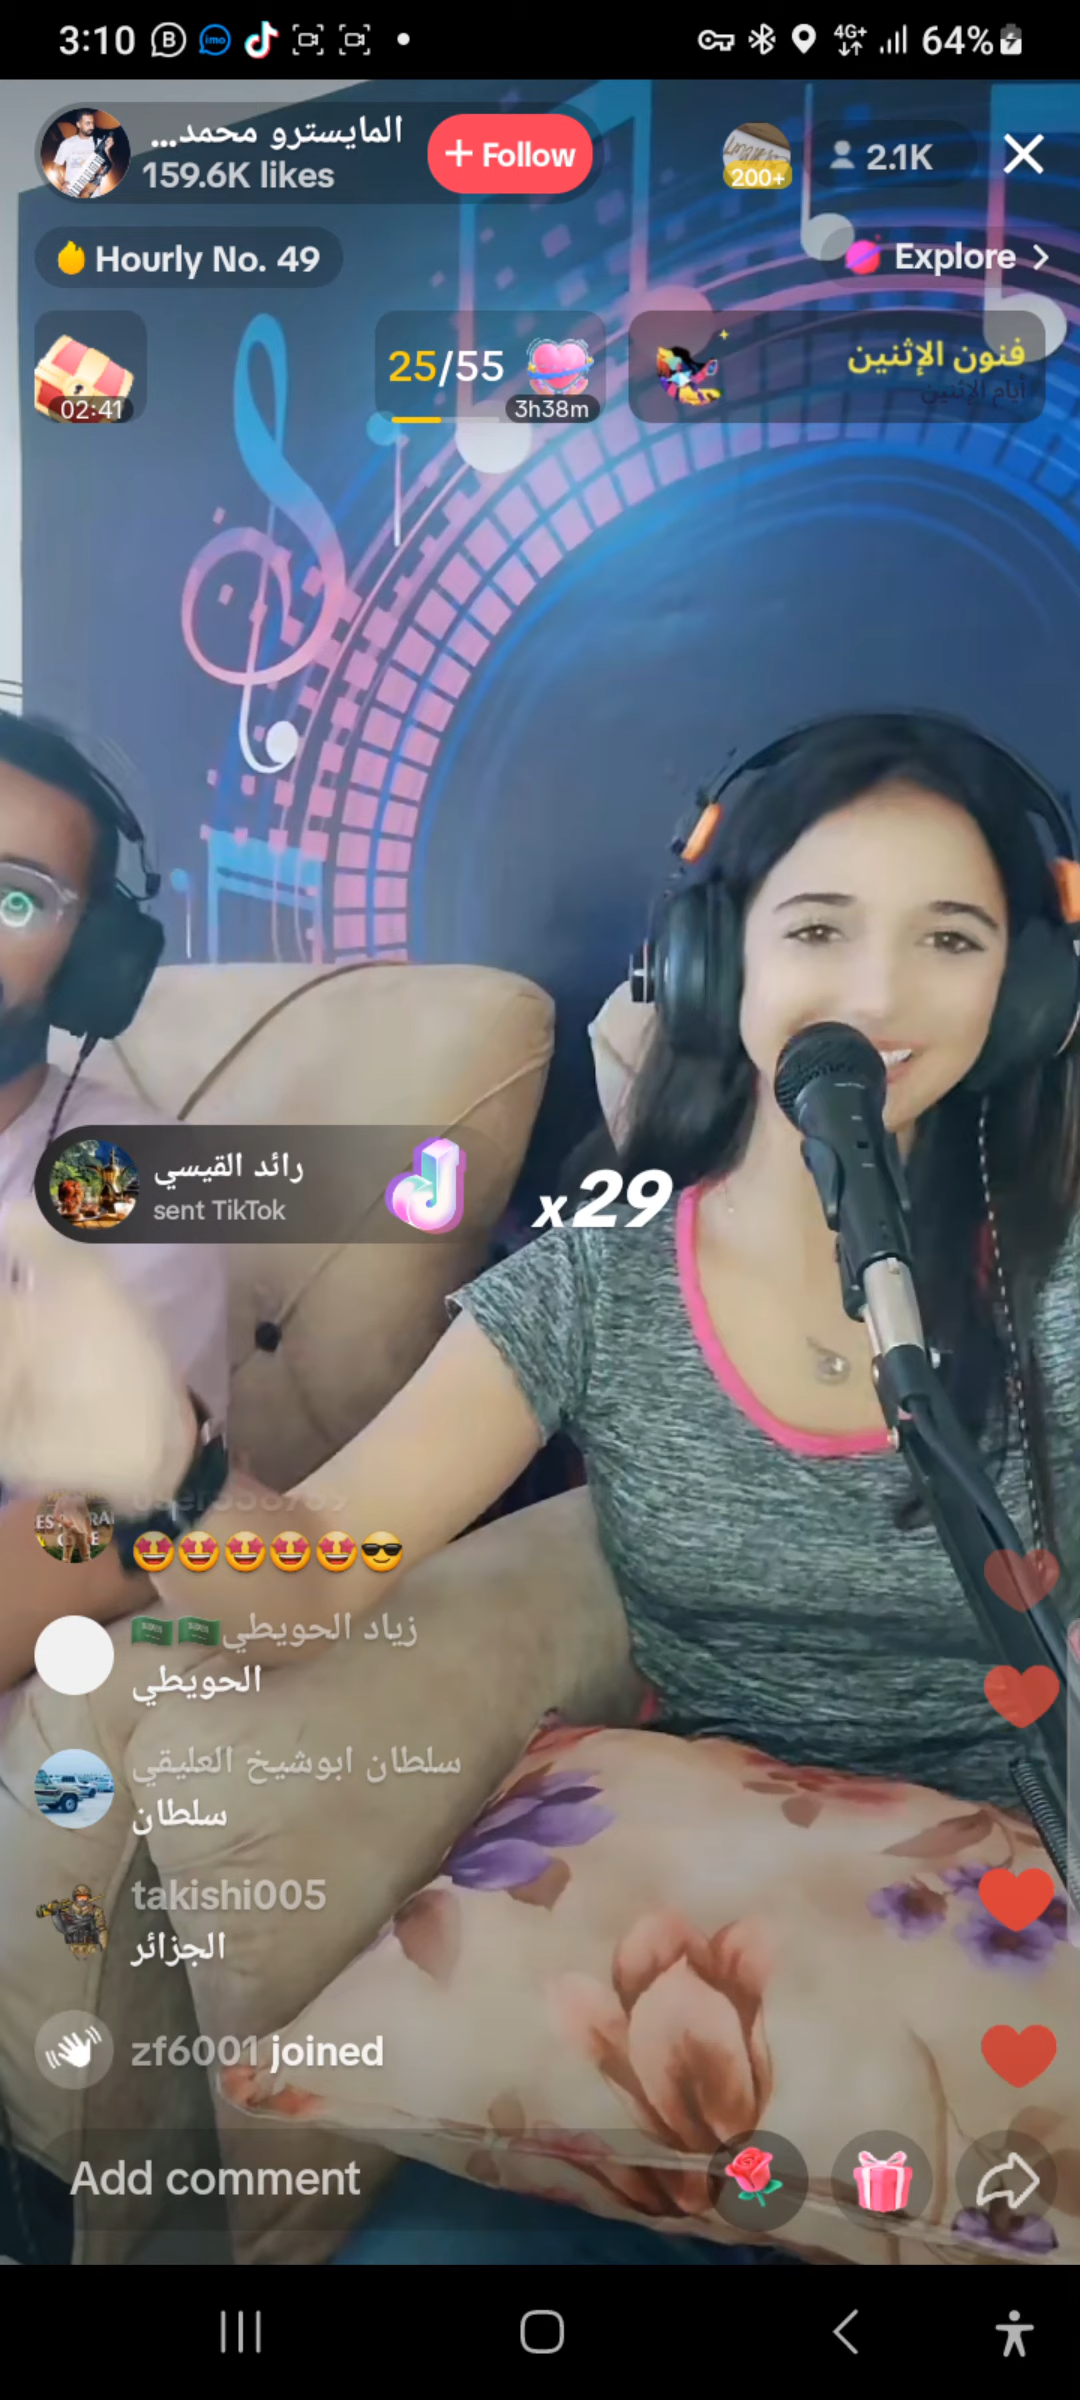 3:10
imo
4G+
64%
المايسترو محمد...
159.6K likes
+ Follow
200+
2.1K
Hourly No. 49
Explore >
02:41
25/55
3h38m
فنون الإثنين
أيام الإثنين
رائد القيسي
sent TikTok
x29
🤩🤩🤩🤩🤩😎
زياد الحويطي🇸🇦🇸🇦
الحويطي
سلطان ابوشيخ العليقي
سلطان
takishi005
الجزائر
zf6001 joined
Add comment